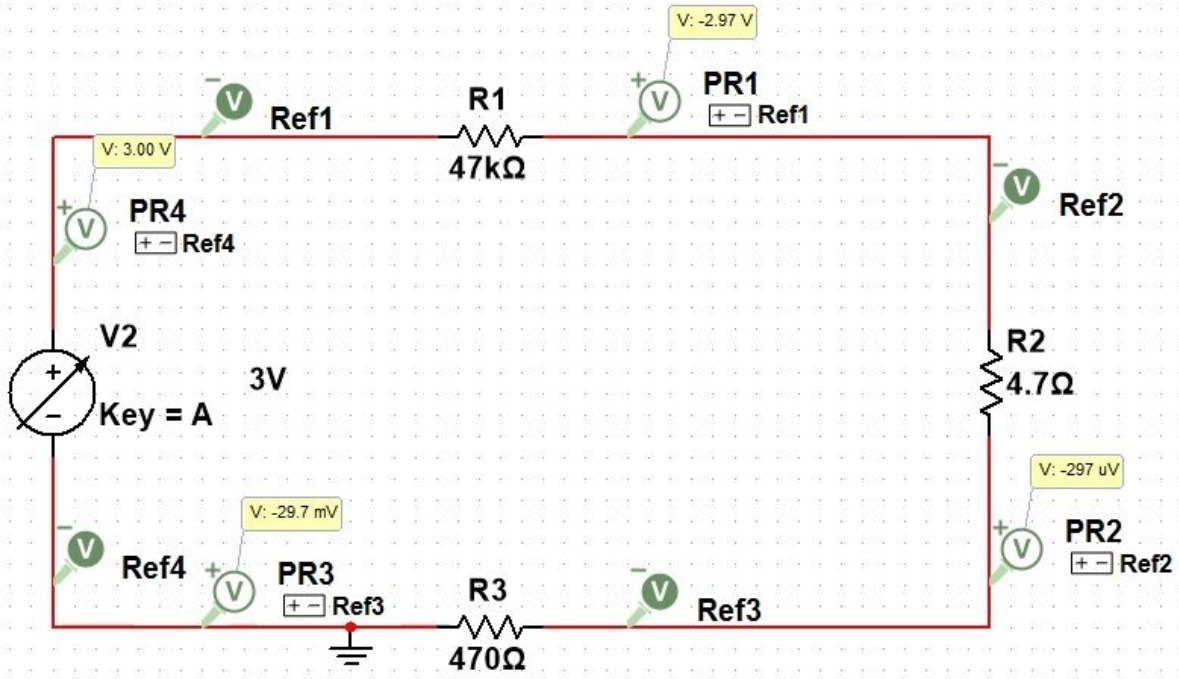 V: -2.97 V
PR1
+ - Ref1
V
Ref1
R1
47kΩ
V
V: 3.00 V
PR4
+ - Ref4
V
V
Ref2
V2
Key = A
3V
R2
4.7Ω
V: -297 uV
PR2
+ - Ref2
V
V: -29.7 mV
V
Ref4
PR3
+ - Ref3
V
R3
470Ω
V
Ref3